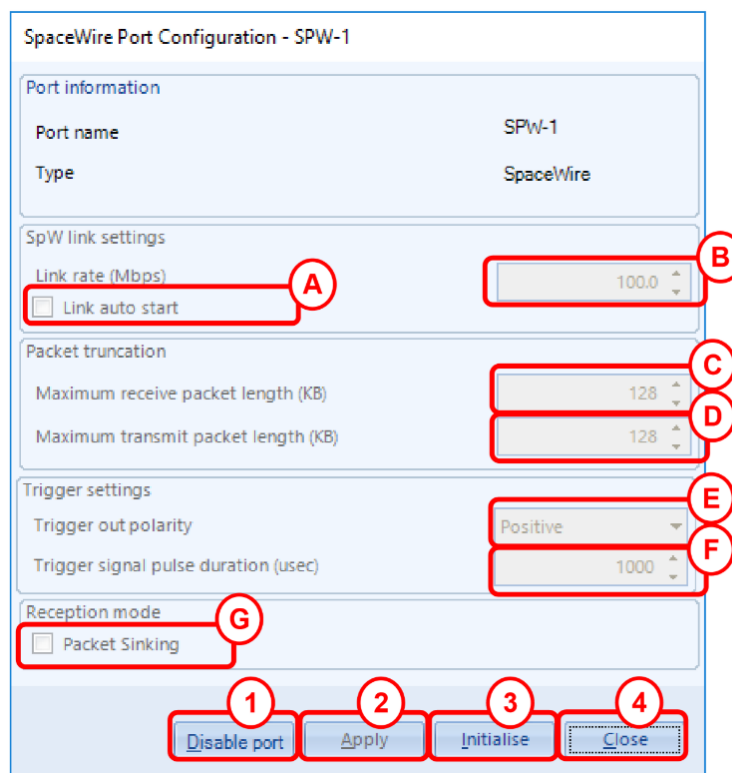 SpaceWire Port Configuration - SPW-1
Port information
Port name SPW-1
Type SpaceWire
SpW link settings
B
Link rate (Mbps) 100.0
A
Link auto start
Packet truncation
C
Maximum receive packet length (KB) 128
D
Maximum transmit packet length (KB) 128
Trigger settings
E
Trigger out polarity Positive
F
Trigger signal pulse duration (usec) 1000
Reception mode
G
Packet Sinking
1 2 3 4
Disable port Apply Initialise Close